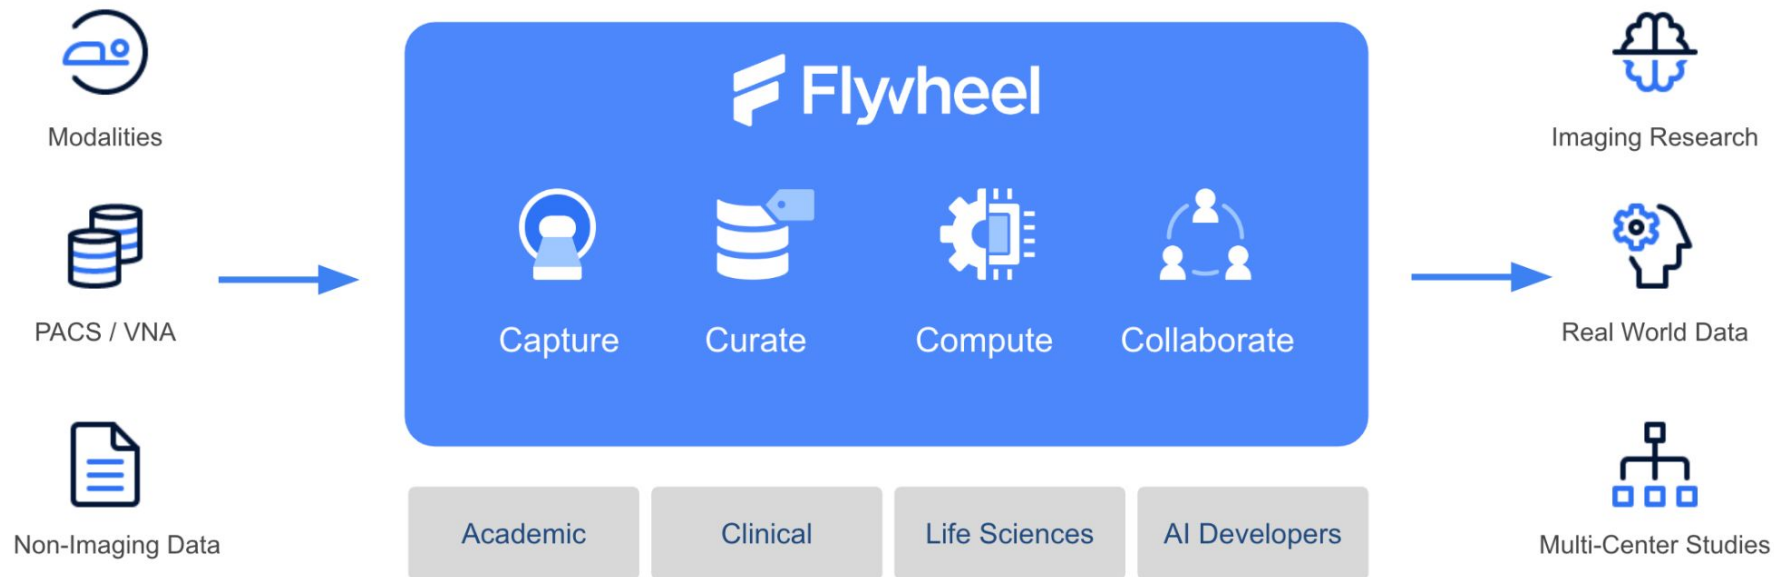 Modalities
PACS / VNA
Non-Imaging Data
Flywheel
Capture
Curate
Compute
Collaborate
Academic
Clinical
Life Sciences
AI Developers
Imaging Research
Real World Data
Multi-Center Studies